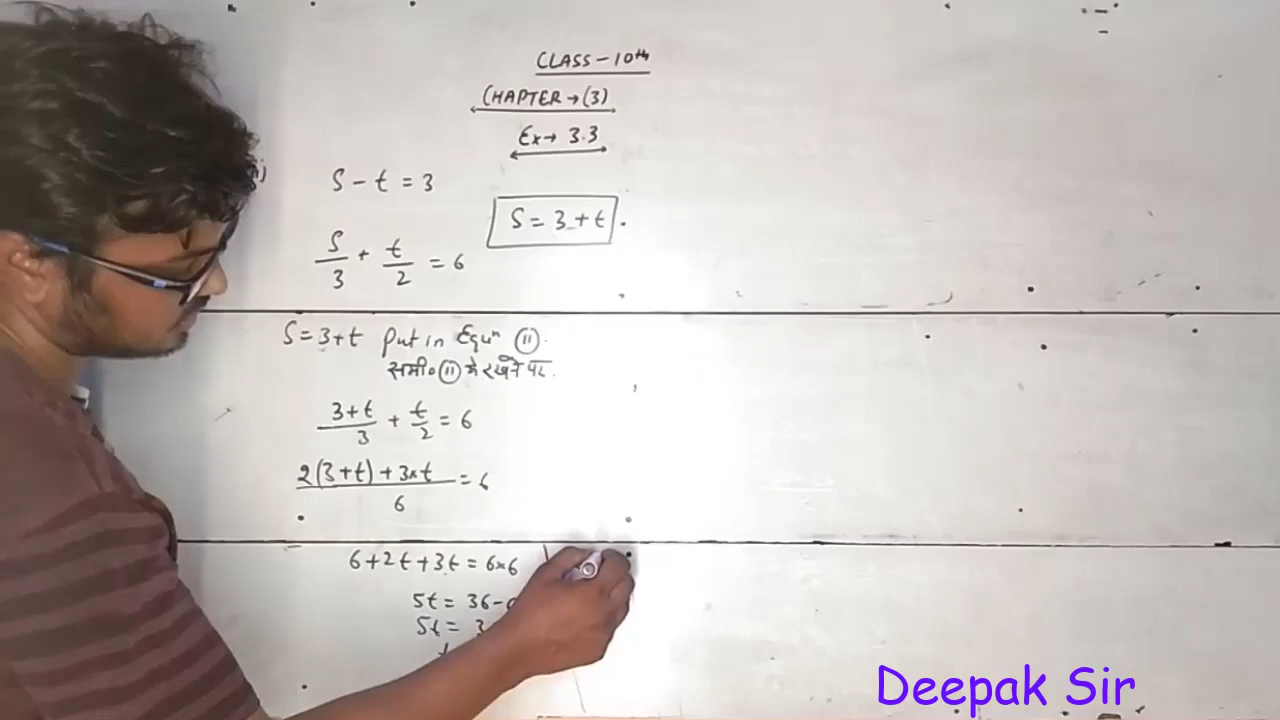 CLASS-10th
CHAPTER→(3)
Ex→ 3.3
S - t = 3
S = 3 + t .
S/3 + t/2 = 6
S = 3+t Put in Equⁿ (II).
समी० (II) मे रखने पर.
3+t/3 + t/2 = 6
2(3+t) + 3×t/6 = 6
6+2t+3t = 6×6
5t = 36-
5t = 3
Deepak Sir